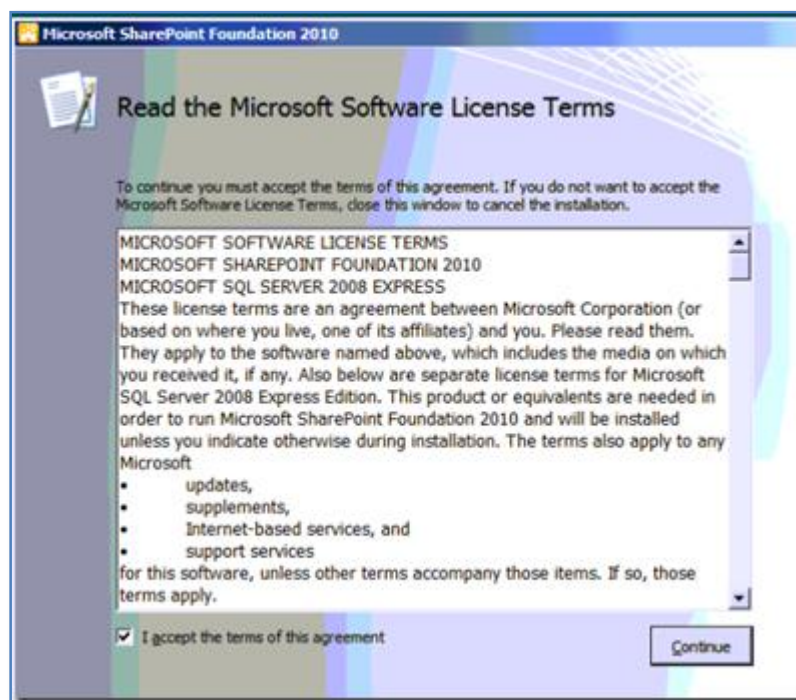 Microsoft SharePoint Foundation 2010
Read the Microsoft Software License Terms
To continue you must accept the terms of this agreement. If you do not want to accept the
Microsoft Software License Terms, close this window to cancel the installation.
MICROSOFT SOFTWARE LICENSE TERMS
MICROSOFT SHAREPOINT FOUNDATION 2010
MICROSOFT SQL SERVER 2008 EXPRESS
These license terms are an agreement between Microsoft Corporation (or
based on where you live, one of its affiliates) and you. Please read them.
They apply to the software named above, which includes the media on which
you received it, if any. Also below are separate license terms for Microsoft
SQL Server 2008 Express Edition. This product or equivalents are needed in
order to run Microsoft SharePoint Foundation 2010 and will be installed
unless you indicate otherwise during installation. The terms also apply to any
Microsoft
• updates,
• supplements,
• Internet-based services, and
• support services
for this software, unless other terms accompany those items. If so, those
terms apply.
I accept the terms of this agreement
Continue